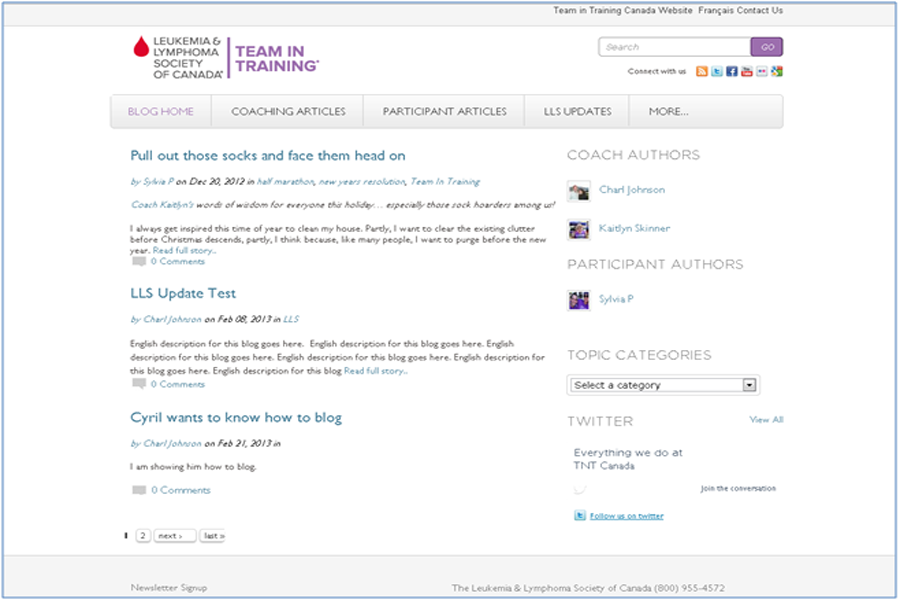 Team in Training Canada Website Français Contact Us
LEUKEMIA &
LYMPHOMA
SOCIETY
OF CANADA®
TEAM IN
TRAINING®
Search
GO
Connect with us
BLOG HOME
COACHING ARTICLES
PARTICIPANT ARTICLES
LLS UPDATES
MORE...
Pull out those socks and face them head on
by Sylvia P on Dec 20, 2012 in half marathon, new years resolution, Team In Training
Coach Kaitlyn's words of wisdom for everyone this holiday… especially those sock hoarders among us!
I always get inspired this time of year to clean my house. Partly, I want to clear the existing clutter
before Christmas descends, partly, I think because, like many people, I want to purge before the new
year. Read full story..
0 Comments
LLS Update Test
by Charl Johnson on Feb 08, 2013 in LLS
English description for this blog goes here. English description for this blog goes here. English
description for this blog goes here. English description for this blog goes here. English description for
this blog goes here. English description for this blog Read full story..
0 Comments
Cyril wants to know how to blog
by Charl Johnson on Feb 21, 2013 in
I am showing him how to blog.
0 Comments
1 2 next › last »
COACH AUTHORS
Charl Johnson
Kaitlyn Skinner
PARTICIPANT AUTHORS
Sylvia P
TOPIC CATEGORIES
Select a category
TWITTER
View All
Everything we do at
TNT Canada
Join the conversation
Follow us on twitter
Newsletter Signup
The Leukemia & Lymphoma Society of Canada (800) 955-4572